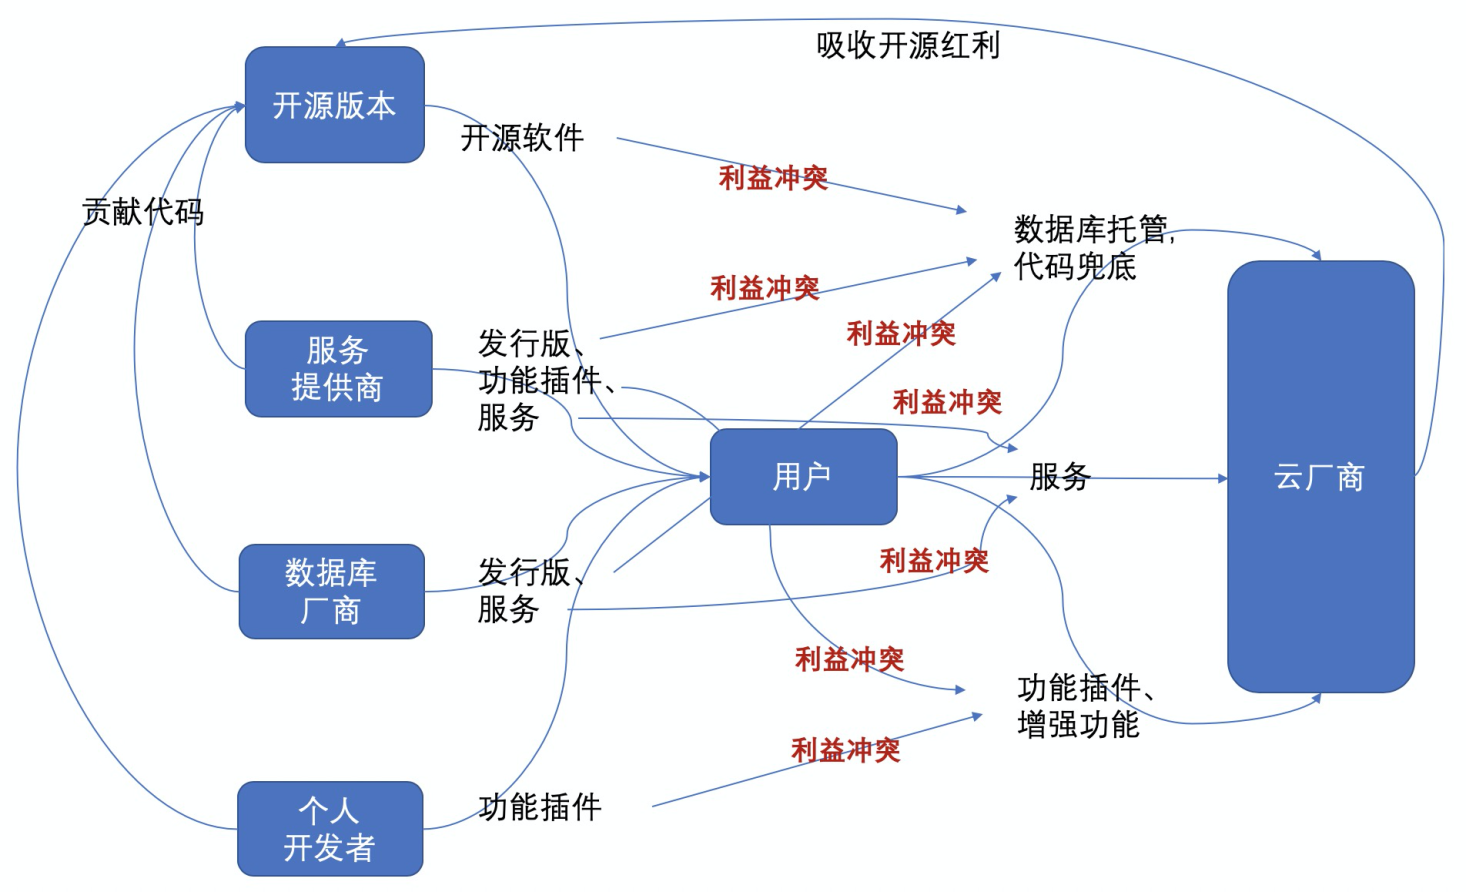 吸收开源红利
开源版本
开源软件
利益冲突
贡献代码
数据库托管,
代码兜底
利益冲突
利益冲突
服务
提供商
发行版、
功能插件、
服务
利益冲突
用户
服务
云厂商
利益冲突
数据库
厂商
发行版、
服务
利益冲突
功能插件、
增强功能
利益冲突
个人
开发者
功能插件